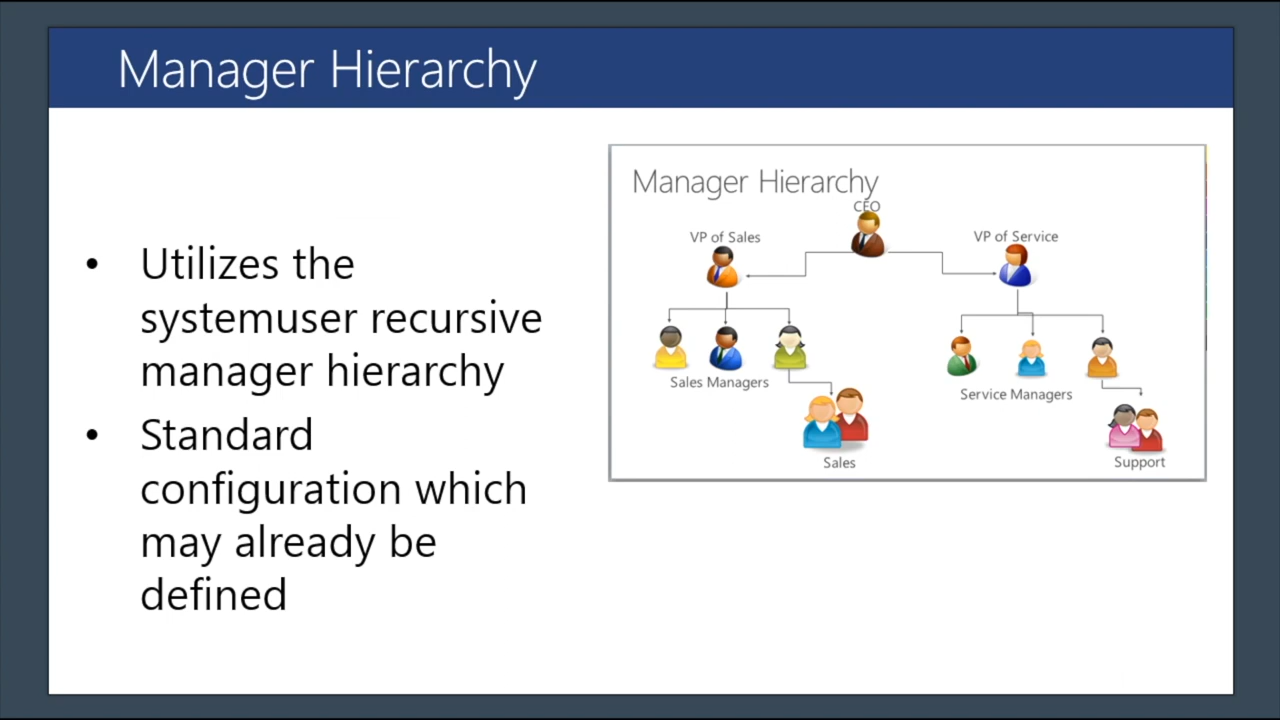 Manager Hierarchy
• Utilizes the
systemuser recursive
manager hierarchy
• Standard
configuration which
may already be
defined
Manager Hierarchy
CEO
VP of Sales
VP of Service
Sales Managers
Service Managers
Sales
Support